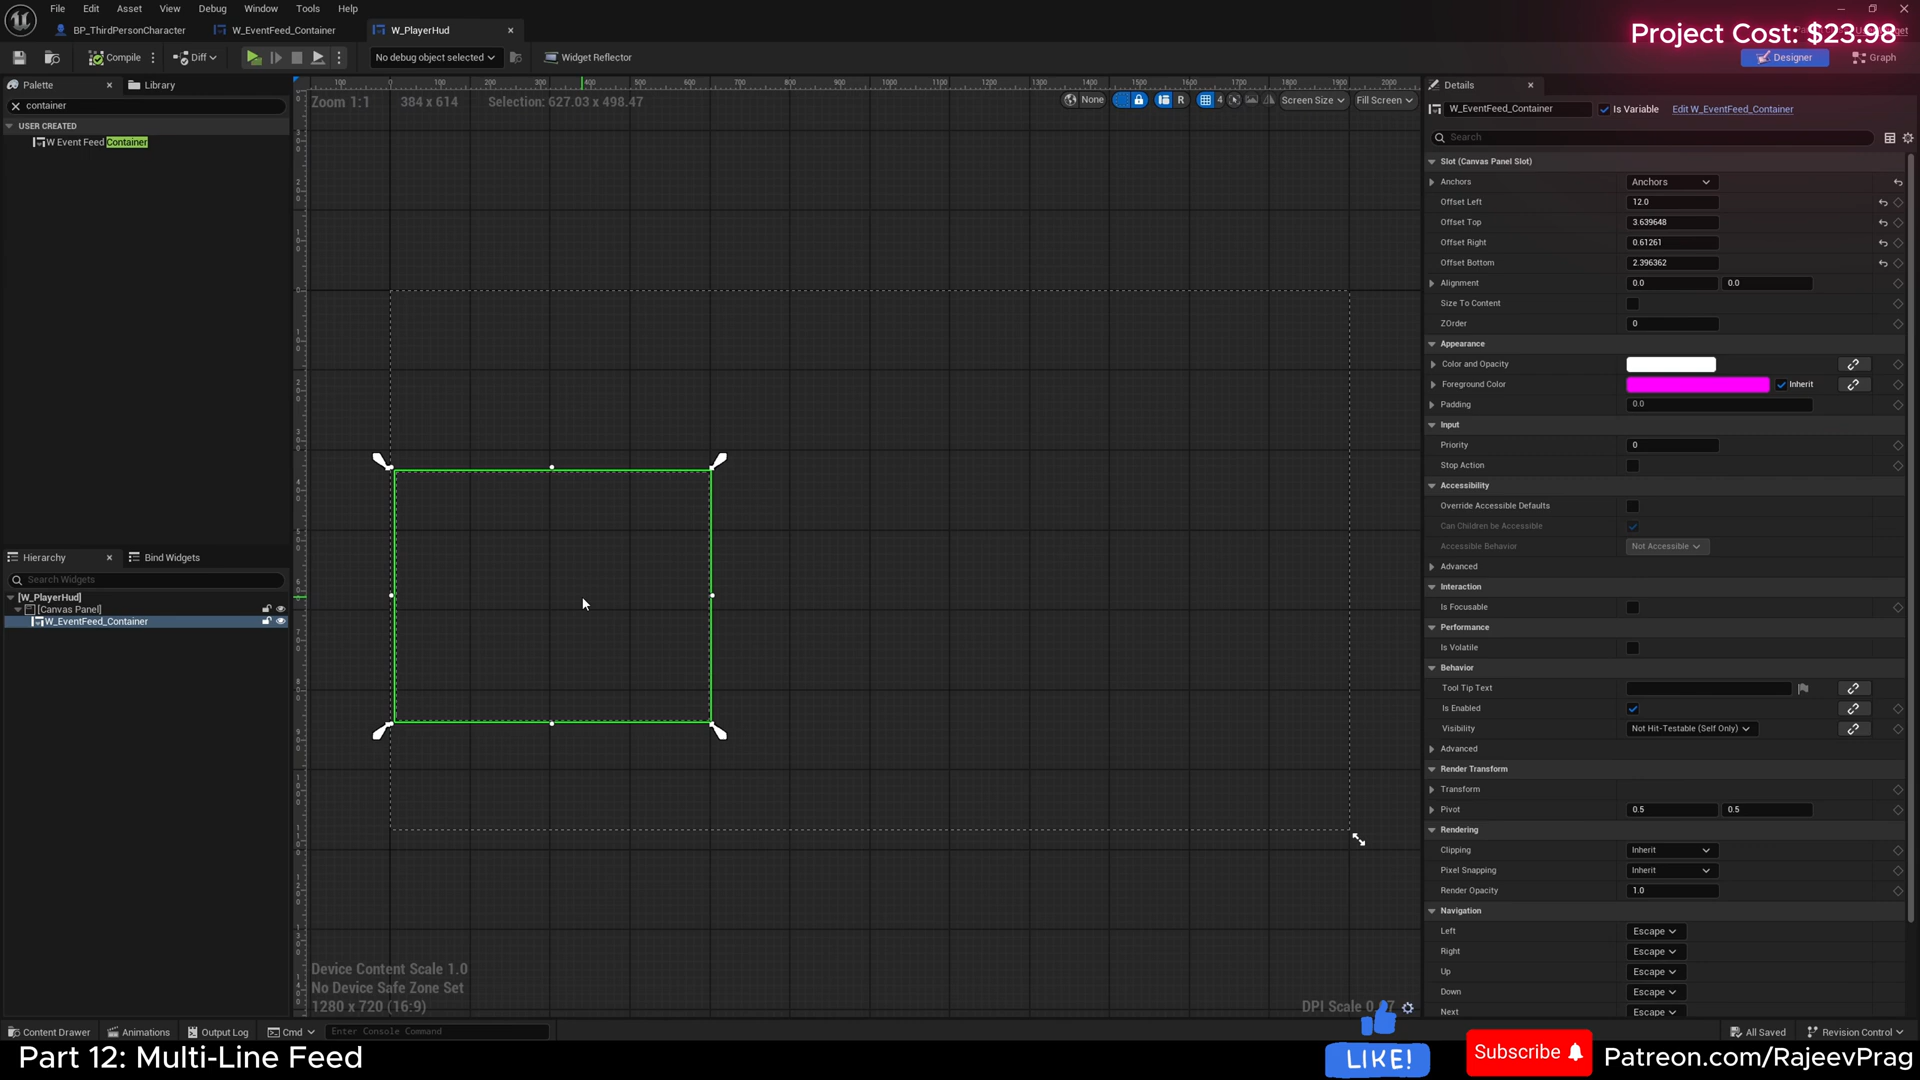 File Edit Asset View Debug Window Tools Help
BP_ThirdPersonCharacter W_EventFeed_Container W_PlayerHud
Project Cost: $23.98
Compile Diff No debug object selected Widget Reflector Designer Graph
Palette Library
container
USER CREATED
W Event Feed Container
Zoom 1:1 384 x 614 Selection: 627.03 x 498.47
None R 4 Screen Size Fill Screen
Hierarchy Bind Widgets
Search Widgets
[W_PlayerHud]
[Canvas Panel]
W_EventFeed_Container
Device Content Scale 1.0
No Device Safe Zone Set
1280 x 720 (16:9)
DPI Scale
Details
W_EventFeed_Container Is Variable Edit W_EventFeed_Container
Search
Slot (Canvas Panel Slot)
Anchors Anchors
Offset Left 12.0
Offset Top 3.639648
Offset Right 0.61261
Offset Bottom 2.396362
Alignment 0.0 0.0
Size To Content
ZOrder 0
Appearance
Color and Opacity
Foreground Color Inherit
Padding 0.0
Input
Priority 0
Stop Action
Accessibility
Override Accessible Defaults
Can Children be Accessible
Accessible Behavior Not Accessible
Advanced
Interaction
Is Focusable
Performance
Is Volatile
Behavior
Tool Tip Text
Is Enabled
Visibility Not Hit-Testable (Self Only)
Advanced
Render Transform
Transform
Pivot 0.5 0.5
Rendering
Clipping Inherit
Pixel Snapping Inherit
Render Opacity 1.0
Navigation
Left Escape
Right Escape
Up Escape
Down Escape
Next Escape
Content Drawer Animations Output Log Cmd Enter Console Command All Saved Revision Control
Part 12: Multi-Line Feed
LIKE!
Subscribe
Patreon.com/RajeevPrag